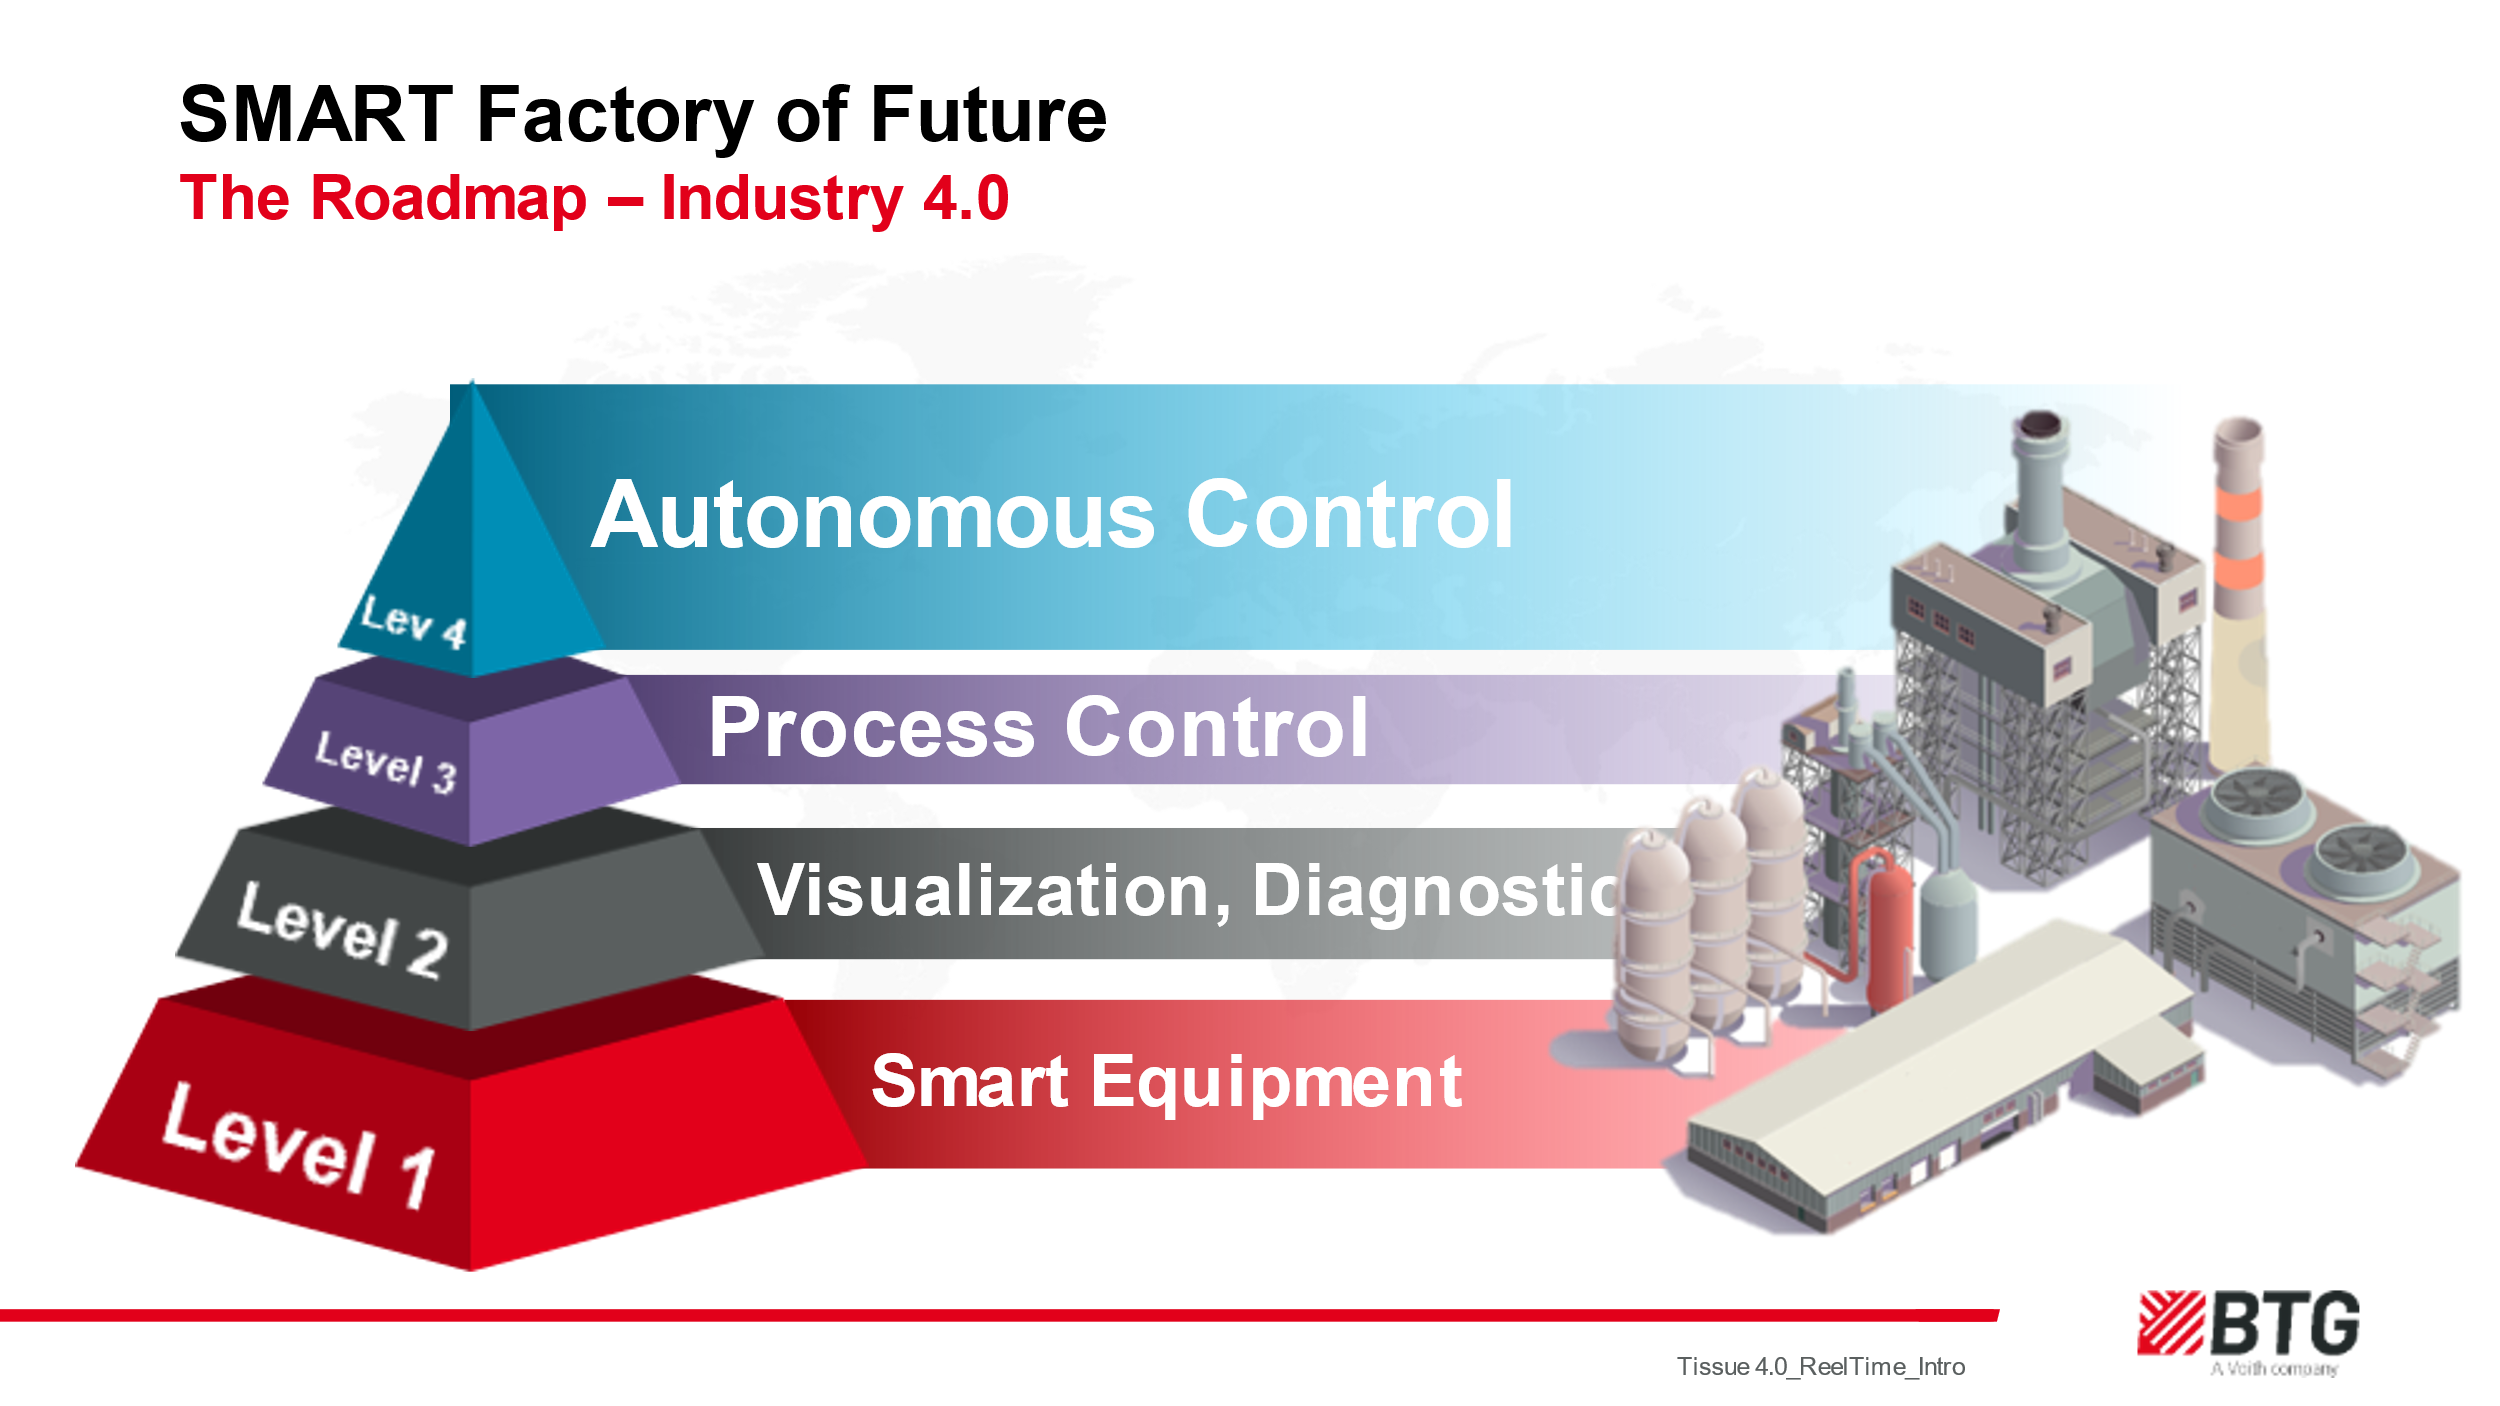 SMART Factory of Future
The Roadmap – Industry 4.0
Lev 4
Autonomous Control
Level 3
Process Control
Level 2
Visualization, Diagnostic
Level 1
Smart Equipment
Tissue 4.0_ReelTime_Intro
BTG
A Voith company